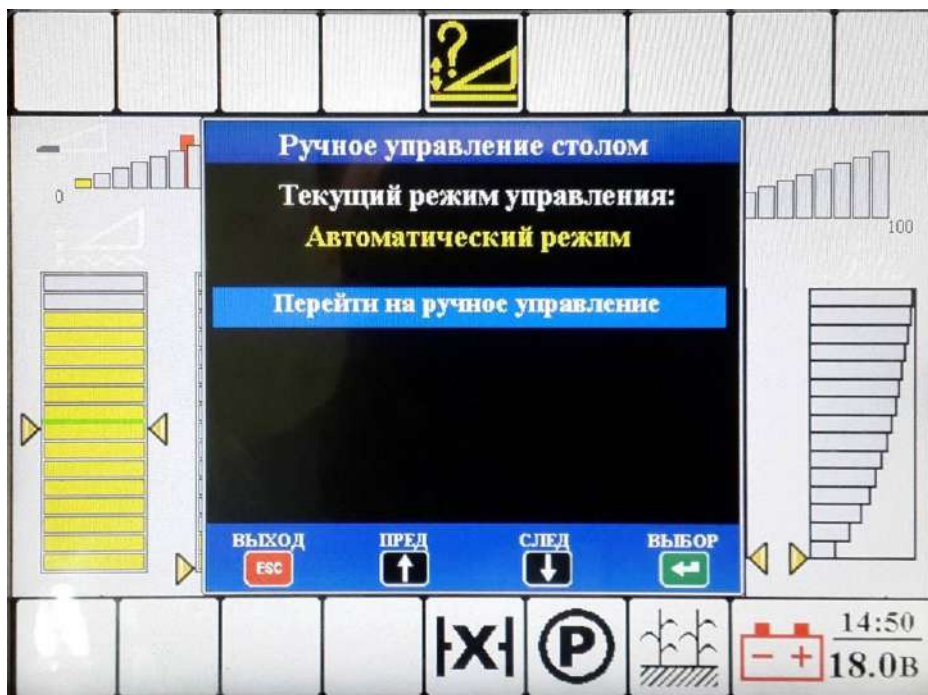 ?
Ручное управление столом
Текущий режим управления:
Автоматический режим
0
100
Перейти на ручное управление
ВЫХОД ПРЕД СЛЕД ВЫБОР
ESC
P
14:50
18.0В